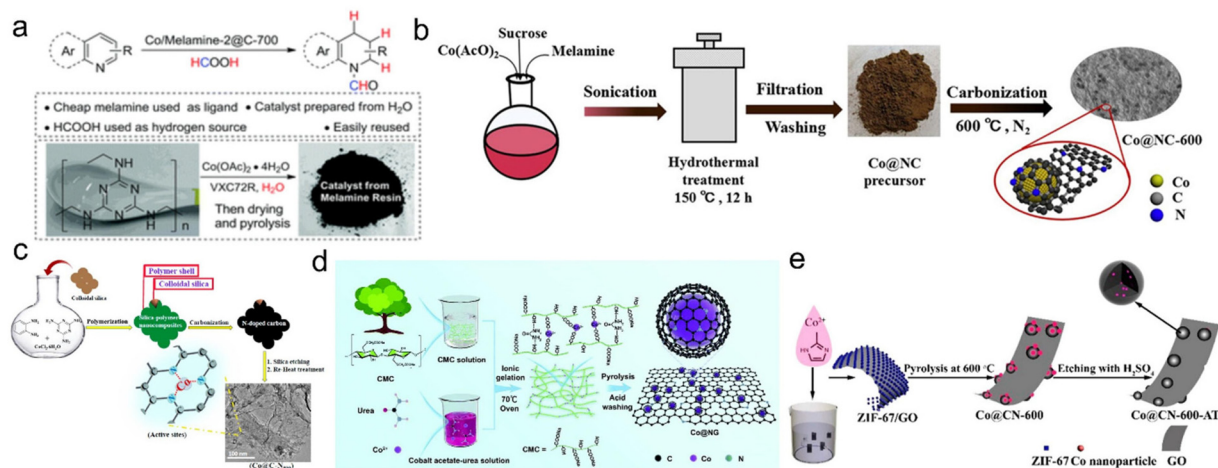 a
Ar
N
R
Co/Melamine-2@C-700
HCOOH
Ar
H
H
R
H
N
CHO
• Cheap melamine used as ligand • Catalyst prepared from H2O
• HCOOH used as hydrogen source • Easily reused
NH
N
N
N
N
H
N
H
n
Co(OAc)2 • 4H2O
VXC72R, H2O
Then drying
and pyrolysis
Catalyst from
Melamine Resin
b
Sucrose
Co(AcO)2
Melamine
Sonication
Hydrothermal
treatment
150 ℃ , 12 h
Filtration
Washing
Co@NC
precursor
Carbonization
600 ℃ , N2
Co@NC-600
Co
C
N
c
Colloidal silica
Polymer shell
Colloidal silica
Polymerization
Silica-polymer
nanocomposites
Carbonization
N-doped carbon
1. Silica etching
2. Re-Heat treatment
Co
(Active sites)
100 nm
d
CMC
CMC solution
Urea
Co2+
Cobalt acetate-urea solution
Ionic
gelation
70℃
Oven
CMC =
Pyrolysis
Acid
washing
Co@NG
C
Co
N
e
Co2+
ZIF-67/GO
Pyrolysis at 600 °C
Co@CN-600
Etching with H2SO4
Co@CN-600-AT
ZIF-67
Co nanoparticle
GO